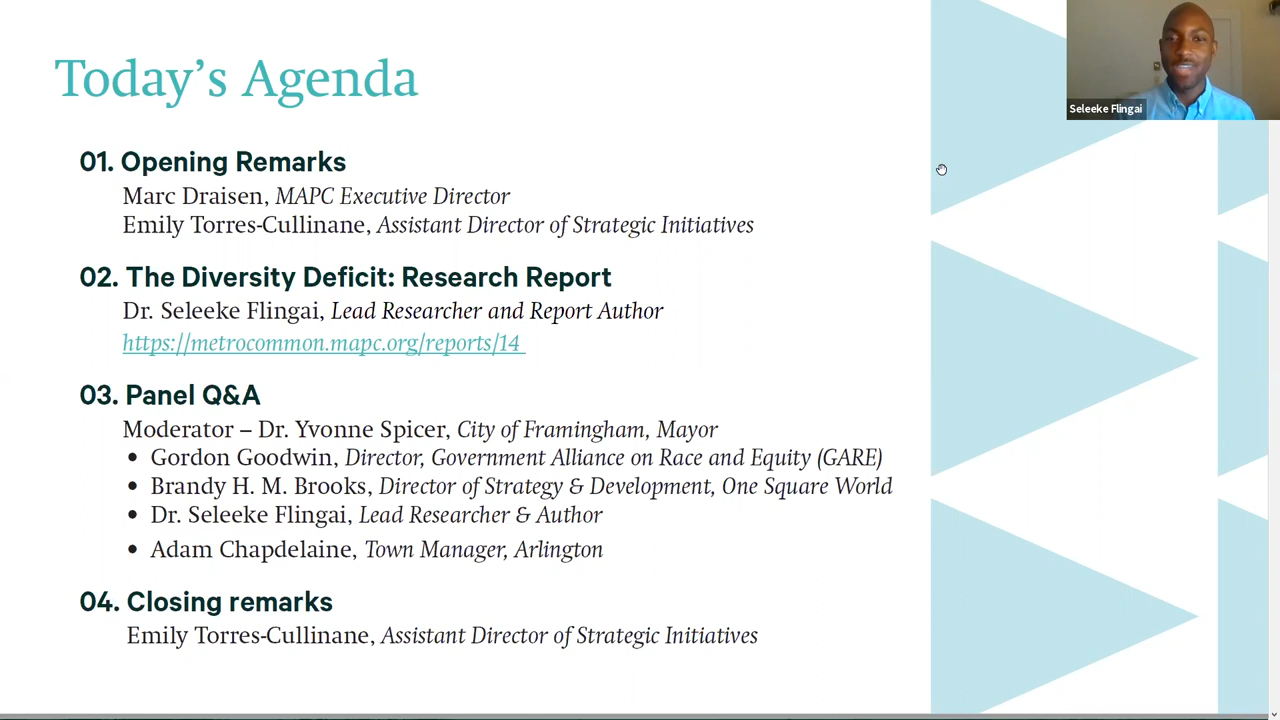 Today's Agenda
Seleeke Flingai
01. Opening Remarks
Marc Draisen, MAPC Executive Director
Emily Torres-Cullinane, Assistant Director of Strategic Initiatives
02. The Diversity Deficit: Research Report
Dr. Seleeke Flingai, Lead Researcher and Report Author
https://metrocommon.mapc.org/reports/14
03. Panel Q&A
Moderator – Dr. Yvonne Spicer, City of Framingham, Mayor
• Gordon Goodwin, Director, Government Alliance on Race and Equity (GARE)
• Brandy H. M. Brooks, Director of Strategy & Development, One Square World
• Dr. Seleeke Flingai, Lead Researcher & Author
• Adam Chapdelaine, Town Manager, Arlington
04. Closing remarks
Emily Torres-Cullinane, Assistant Director of Strategic Initiatives